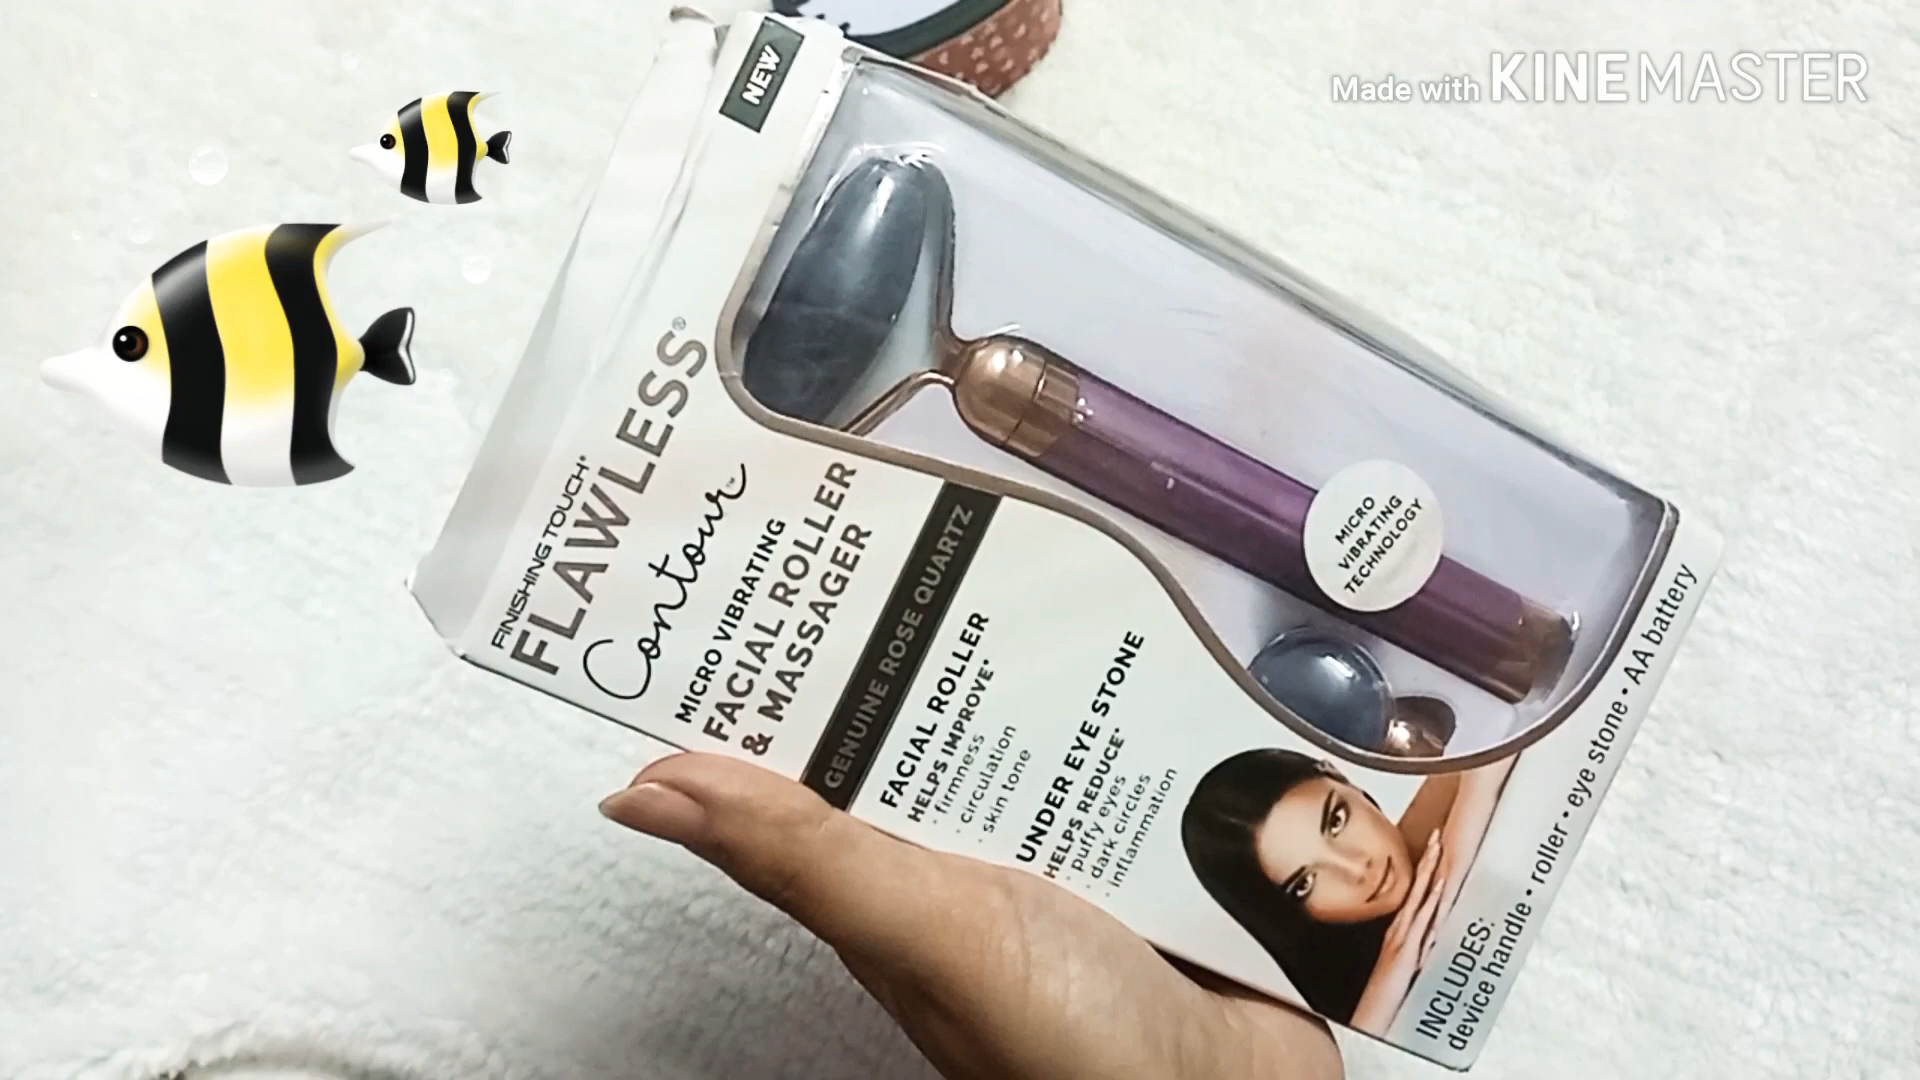 Made with KINEMASTER
NEW
FINISHING TOUCH®
FLAWLESS®
Contour™
MICRO VIBRATING
FACIAL ROLLER
& MASSAGER
GENUINE ROSE QUARTZ
FACIAL ROLLER
HELPS IMPROVE*
• firmness
• circulation
• skin tone
UNDER EYE STONE
HELPS REDUCE*
• puffy eyes
• dark circles
• inflammation
MICRO
VIBRATING
TECHNOLOGY
INCLUDES:
device handle • roller • eye stone • AA battery